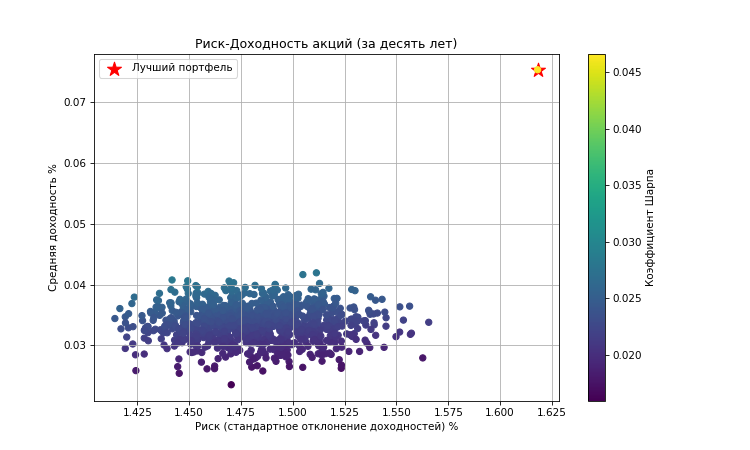 Риск-Доходность акций (за десять лет)
Лучший портфель
Средняя доходность %
0.07
0.06
0.05
0.04
0.03
1.425 1.450 1.475 1.500 1.525 1.550 1.575 1.600 1.625
Риск (стандартное отклонение доходностей) %
0.045
0.040
0.035
0.030
0.025
0.020
Коэффициент Шарпа